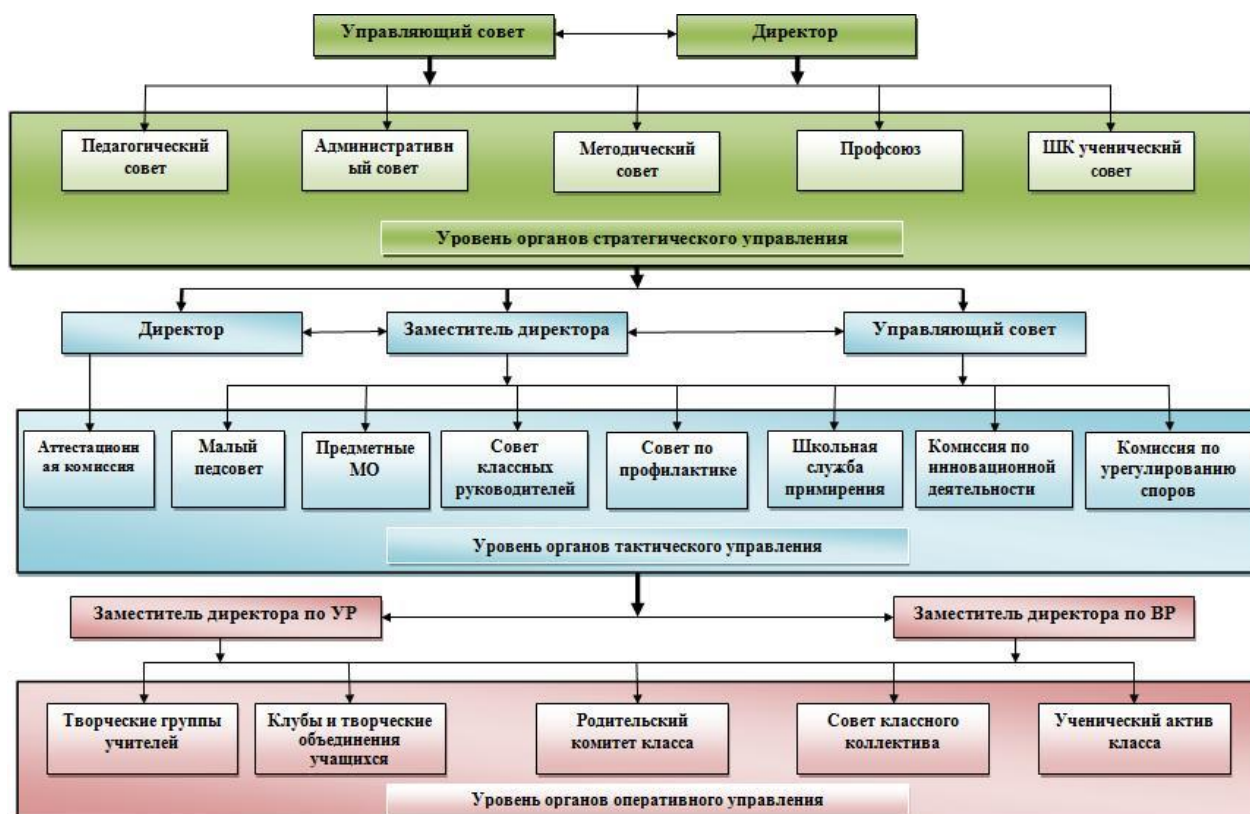 Управляющий совет
Директор
Педагогический
совет
Административн
ый совет
Методический
совет
Профсоюз
ШК ученический
совет
Уровень органов стратегического управления
Директор
Заместитель директора
Управляющий совет
Аттестационн
ая комиссия
Малый
педсовет
Предметные
МО
Совет
классных
руководителей
Совет по
профилактике
Школьная
служба
примирения
Комиссия по
инновационной
деятельности
Комиссия по
урегулированию
споров
Уровень органов тактического управления
Заместитель директора по УР
Заместитель директора по ВР
Творческие группы
учителей
Клубы и творческие
объединения
учащихся
Родительский
комитет класса
Совет классного
коллектива
Ученический актив
класса
Уровень органов оперативного управления